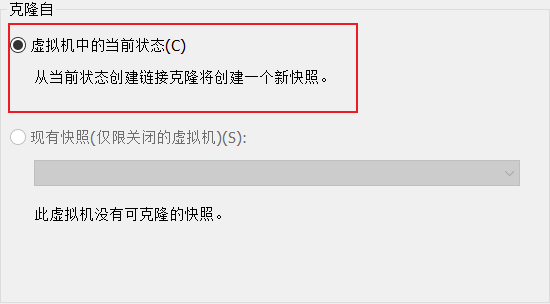 克隆自
虚拟机中的当前状态(C)
从当前状态创建链接克隆将创建一个新快照。
现有快照(仅限关闭的虚拟机)(S):
此虚拟机没有可克隆的快照。